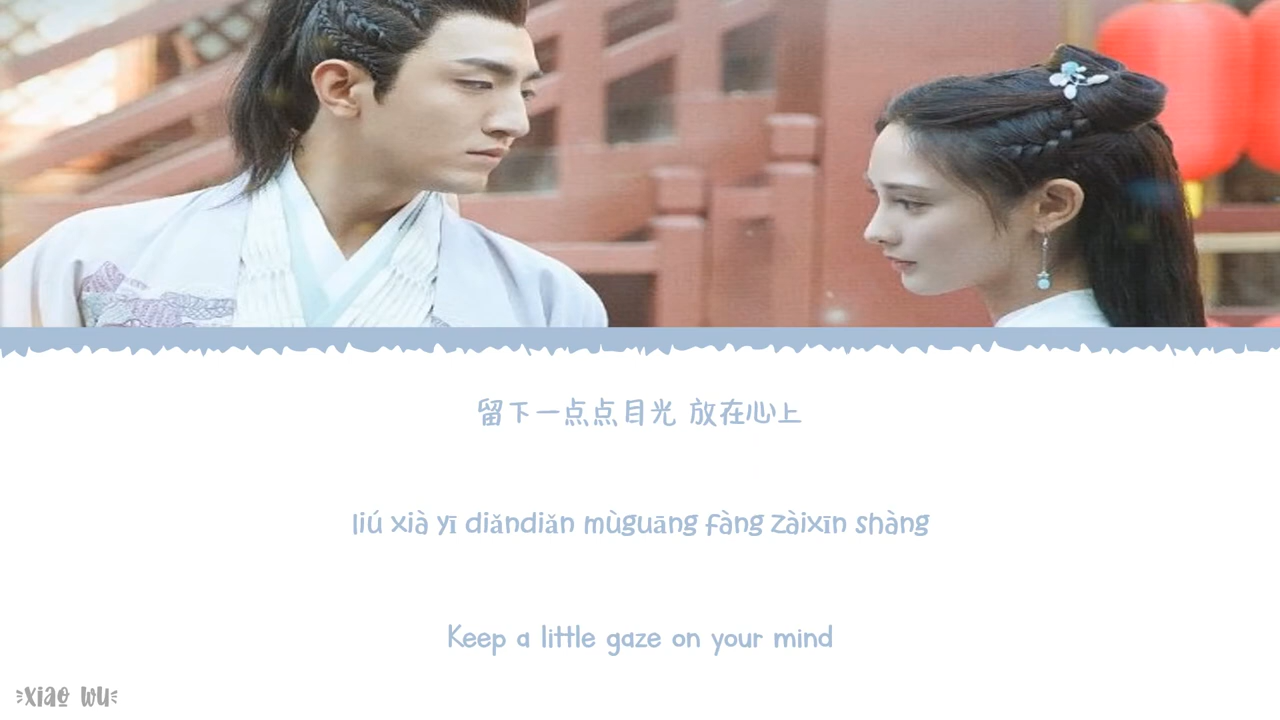 留下一点点目光 放在心上
liú xià yī diǎndiǎn mùguāng fàng zàixīn shàng
Keep a little gaze on your mind
xiao wu